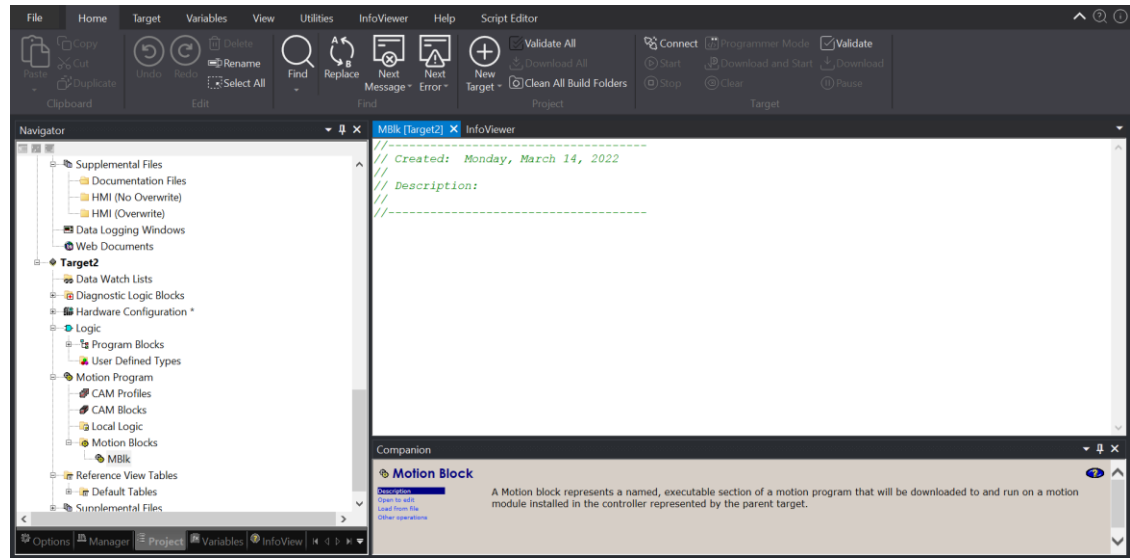 File Home Target Variables View Utilities InfoViewer Help Script Editor
Paste
Copy
Cut
Duplicate
Clipboard
Undo
Redo
Delete
Rename
Select All
Edit
Find
Replace
Next Message
Next Error
Find
New Target
Validate All
Download All
Clean All Build Folders
Project
Connect Programmer Mode Validate
Start Download and Start Download
Stop Clear Pause
Target
Navigator
Supplemental Files
Documentation Files
HMI (No Overwrite)
HMI (Overwrite)
Data Logging Windows
Web Documents
Target2
Data Watch Lists
Diagnostic Logic Blocks
Hardware Configuration *
Logic
Program Blocks
User Defined Types
Motion Program
CAM Profiles
CAM Blocks
Local Logic
Motion Blocks
MBlk
Reference View Tables
Default Tables
Supplemental Files
Options Manager Project Variables InfoView
MBlk [Target2] InfoViewer
//-------------------------------------
// Created: Monday, March 14, 2022
//
// Description:
//
//-------------------------------------
Companion
Motion Block
Description
Open to edit
Load from file
Other operations
A Motion block represents a named, executable section of a motion program that will be downloaded to and run on a motion
module installed in the controller represented by the parent target.